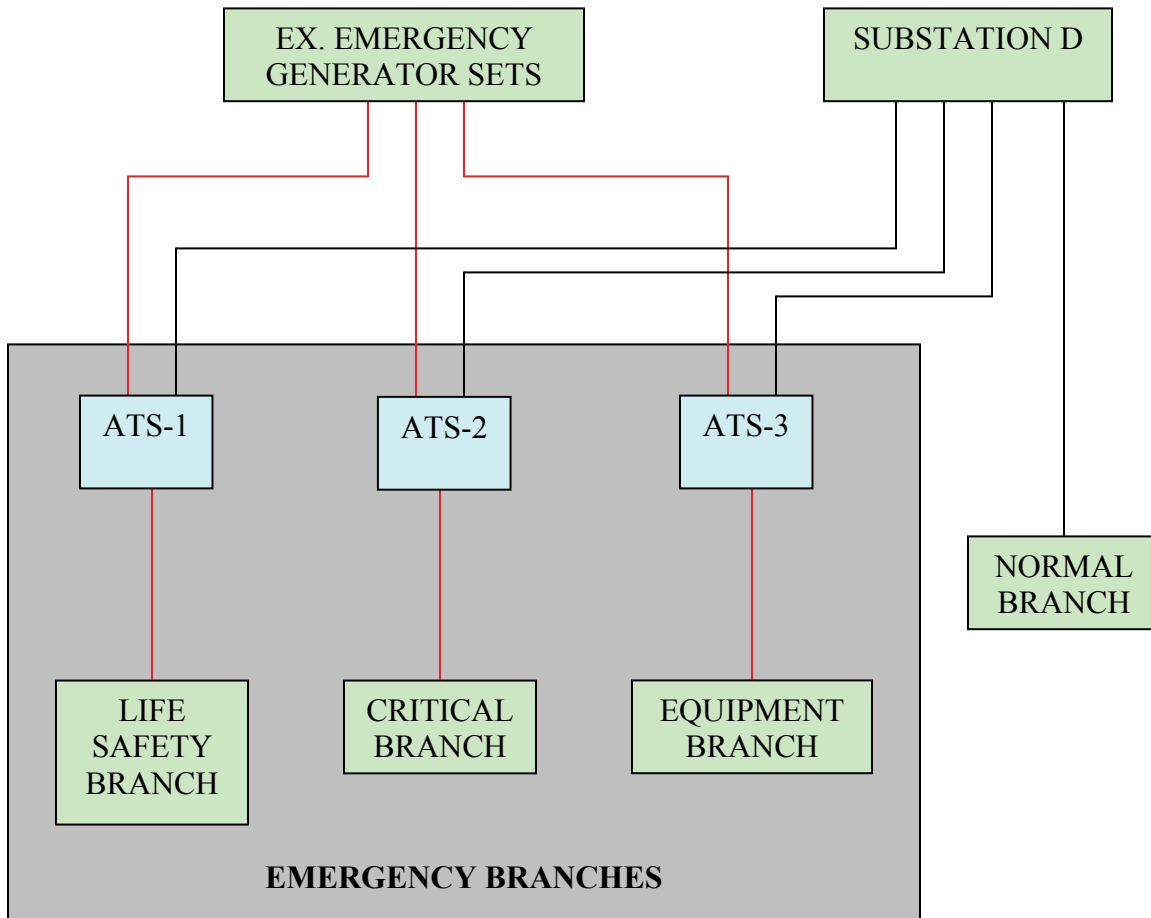 EX. EMERGENCY
GENERATOR SETS
SUBSTATION D
ATS-1
ATS-2
ATS-3
NORMAL
BRANCH
LIFE
SAFETY
BRANCH
CRITICAL
BRANCH
EQUIPMENT
BRANCH
EMERGENCY BRANCHES